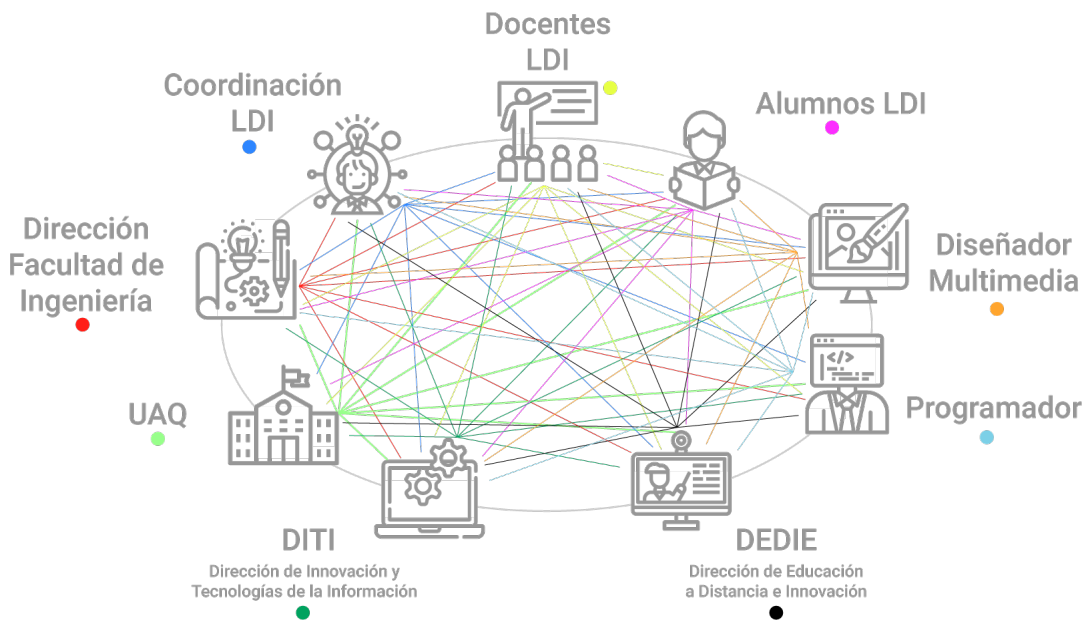 Docentes
LDI
Coordinación
LDI
Alumnos LDI
Dirección
Facultad de
Ingeniería
Diseñador
Multimedia
</>
UAQ
Programador
DITI
Dirección de Innovación y
Tecnologías de la Información
DEDIE
Dirección de Educación
a Distancia e Innovación